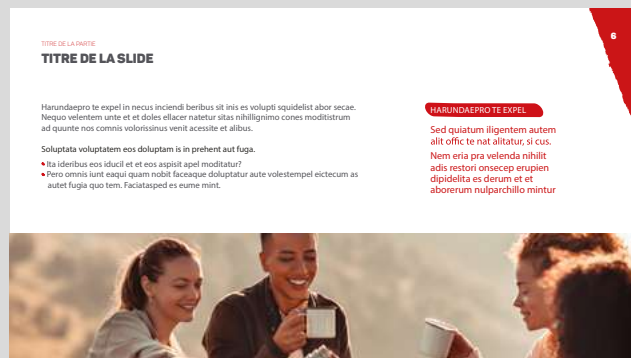 6
TITRE DE LA PARTIE
TITRE DE LA SLIDE
Harundaepro te expel in necus inciendi beribus sit inis es volupti squidelist abor secae.
Nequo velentem unte et et doles ellacer natetur sitas nihillignimo cones moditistrum
ad quunte nos comnis volorissinus venit acessite et alibus.
Soluptata voluptatem eos doluptam is in prehent aut fuga.
Ita ideribus eos iducil et et eos aspisit apel moditatur?
Pero omnis iunt eaqui quam nobit faceaque doluptatur aute volestempel eictecum as
autet fugia quo tem. Faciatasped es eume mint.
HARUNDAEPRO TE EXPEL
Sed quiatum iligentem autem
alit offic te nat alitatur, si cus.
Nem eria pra velenda nihilit
adis restori onsecep erupien
dipidelita es derum et et
aborerum nulparchillo mintur